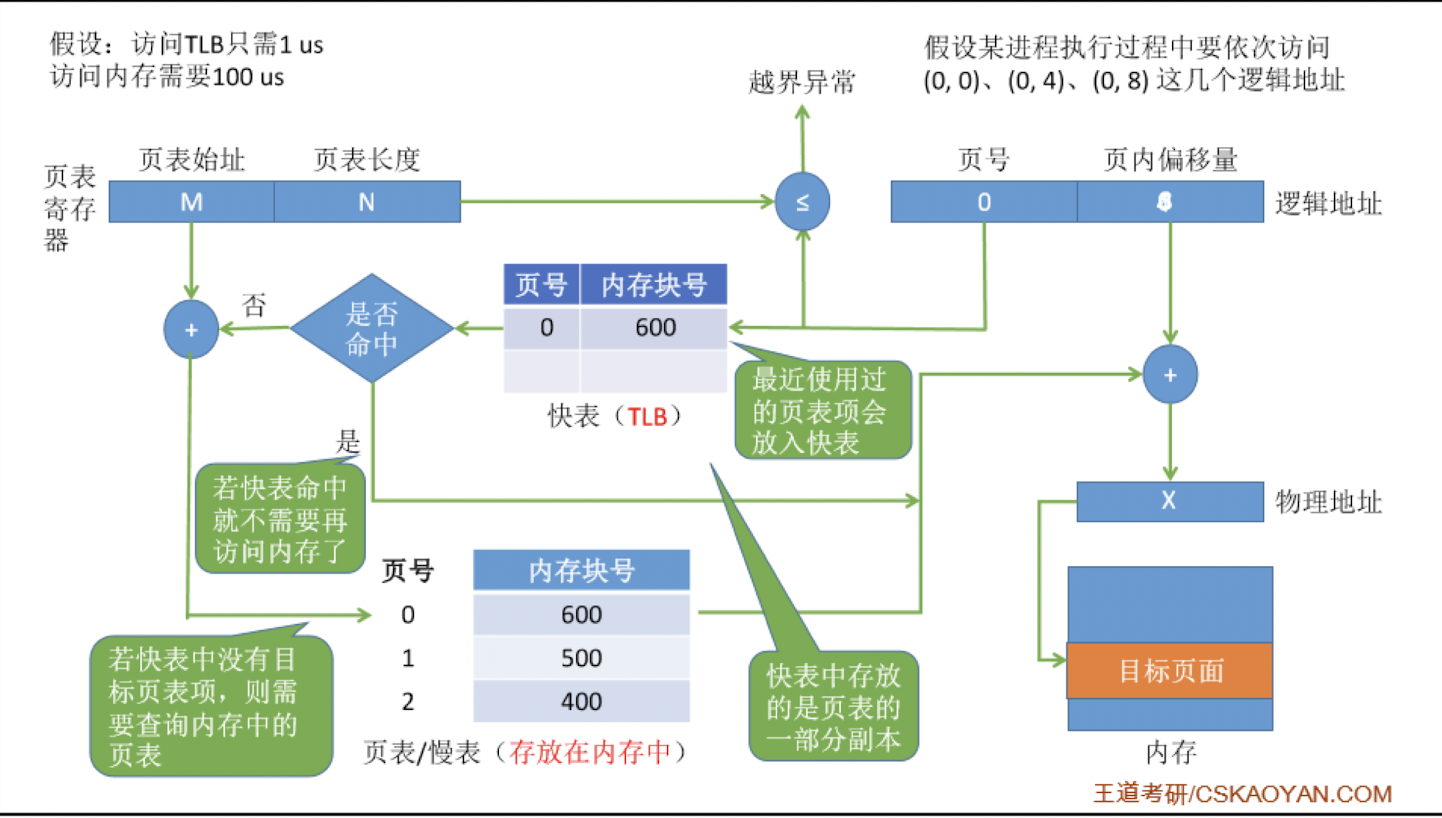 假设：访问TLB只需1 us
访问内存需要100 us
假设某进程执行过程中要依次访问
(0, 0)、(0, 4)、(0, 8) 这几个逻辑地址
越界异常
页表始址
页表长度
页号
页内偏移量
页表
寄存
器
M
N
≤
0
逻辑地址
页号
内存块号
0
600
快表（TLB）
是否
命中
否
+
是
最近使用过
的页表项会
放入快表
+
若快表命中
就不需要再
访问内存了
X
物理地址
页号
内存块号
0
600
1
500
2
400
页表/慢表（存放在内存中）
若快表中没有目
标页表项，则需
要查询内存中的
页表
快表中存放
的是页表的
一部分副本
目标页面
内存
王道考研/CSKAOYAN.COM